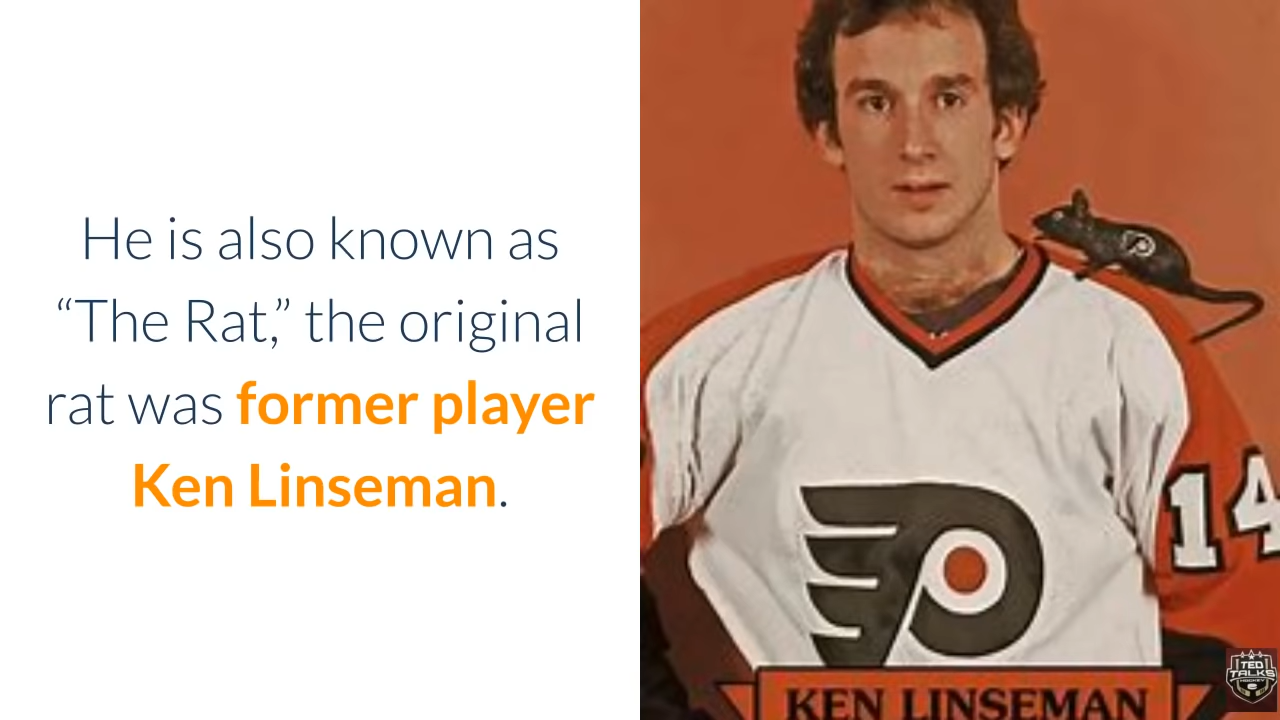 He is also known as
“The Rat,” the original
rat was former player
Ken Linseman.
14
KEN LINSEMAN
TED
TALKS
HOCKEY